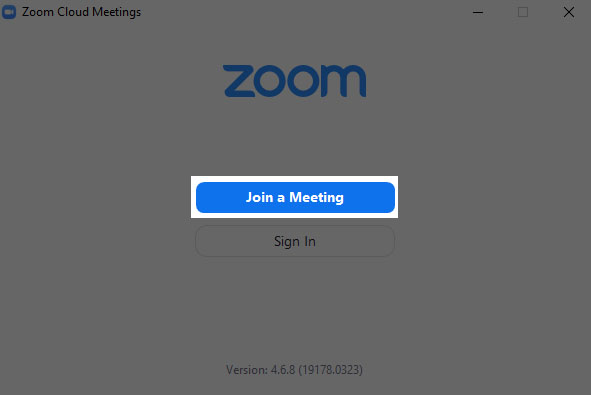 Zoom Cloud Meetings
zoom
Join a Meeting
Sign In
Version: 4.6.8 (19178.0323)